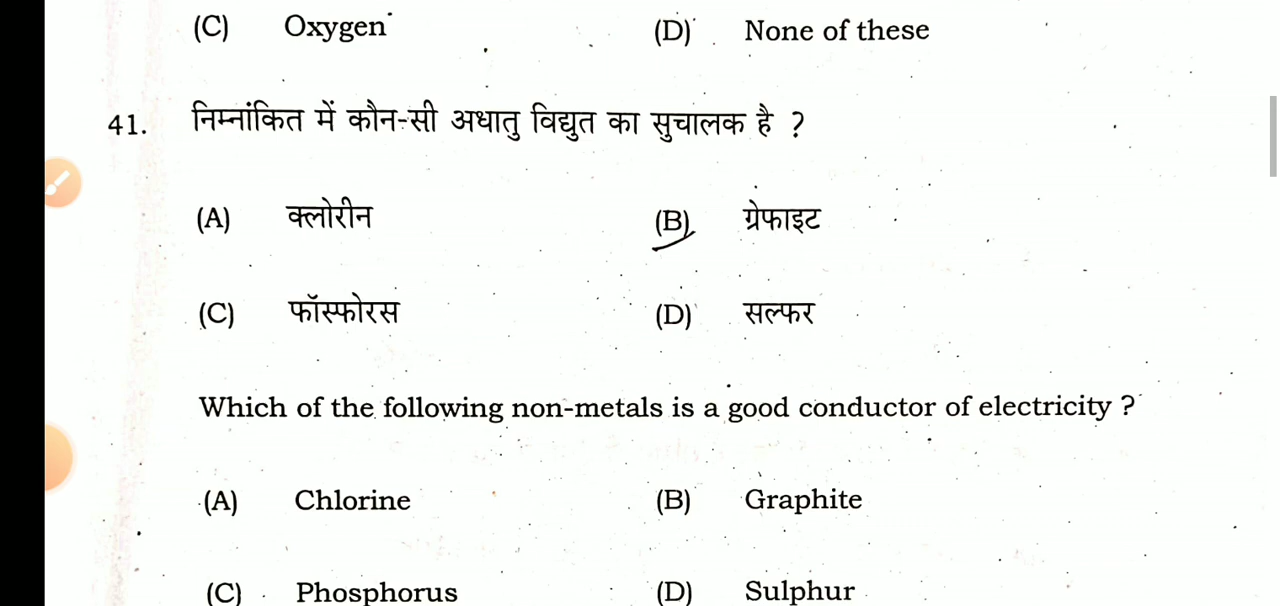 (C) Oxygen (D) None of these
41. निम्नांकित में कौन-सी अधातु विद्युत का सुचालक है ?
(A) क्लोरीन (B) ग्रेफाइट
(C) फॉस्फोरस (D) सल्फर
Which of the following non-metals is a good conductor of electricity ?
(A) Chlorine (B) Graphite
(C) Phosphorus (D) Sulphur